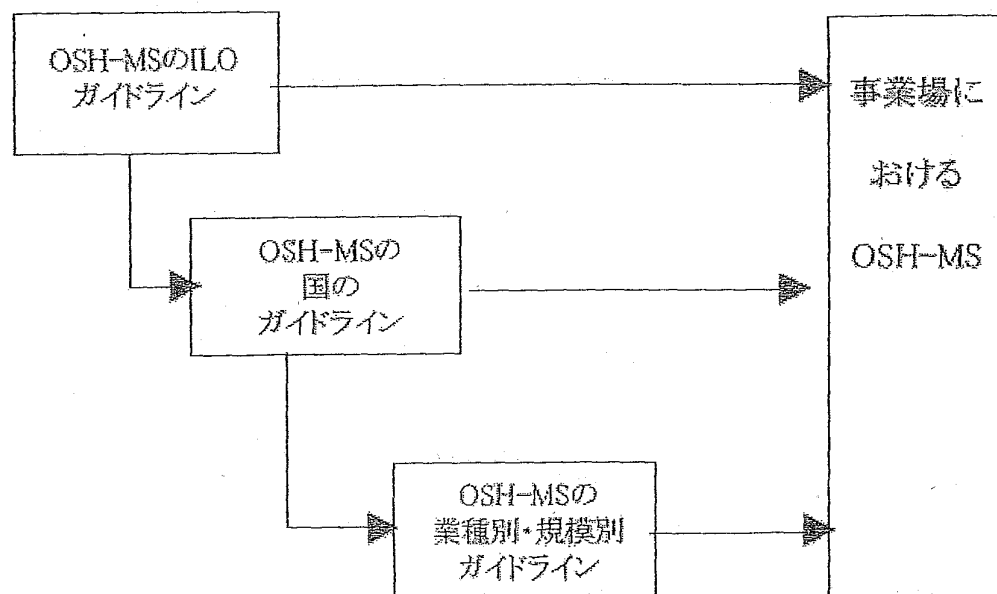 OSH-MSのILO
ガイドライン
事業場に
おける
OSH-MS
OSH-MSの
国の
ガイドライン
OSH-MSの
業種別・規模別
ガイドライン